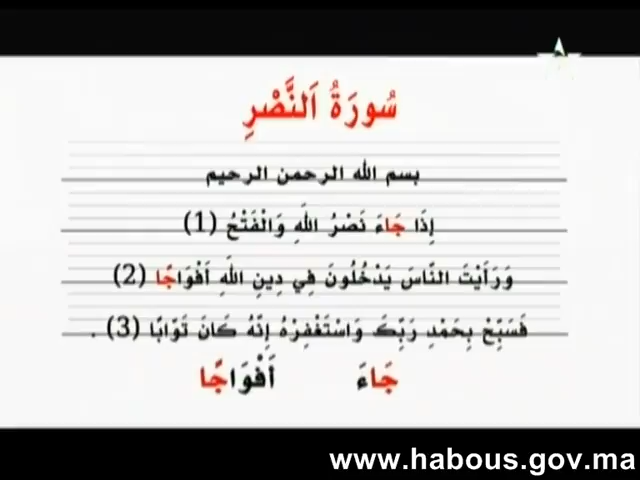 سُورَةُ اَلنَّصْرِ
بسم الله الرحمن الرحيم
إِذَا جَاءَ نَصْرُ اللَّهِ وَالْفَتْحُ (1)
وَرَأَيْتَ النَّاسَ يَدْخُلُونَ فِي دِينِ اللَّهِ أَفْوَاجًا (2)
فَسَبِّحْ بِحَمْدِ رَبِّكَ وَاسْتَغْفِرْهُ إِنَّهُ كَانَ تَوَّابًا (3) .
جَاءَ أَفْوَاجًا
www.habous.gov.ma